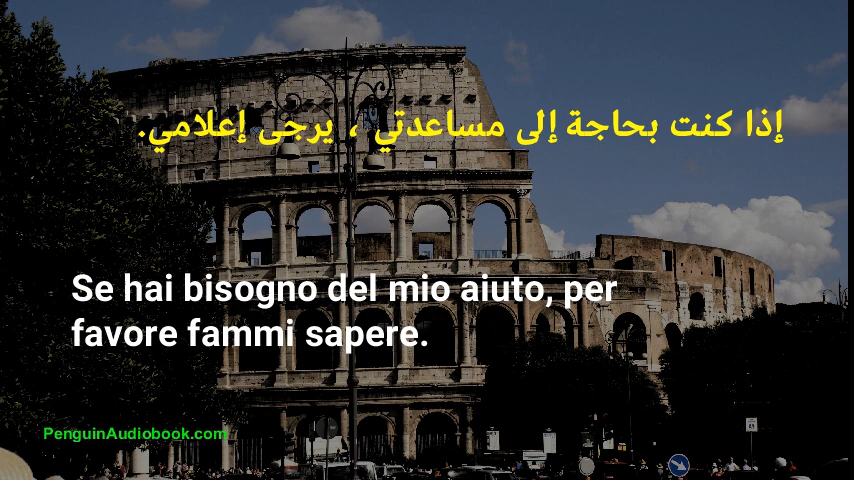 إذا كنت بحاجة إلى مساعدتي ، يرجى إعلامي.
Se hai bisogno del mio aiuto, per
favore fammi sapere.
PenguinAudiobook.com